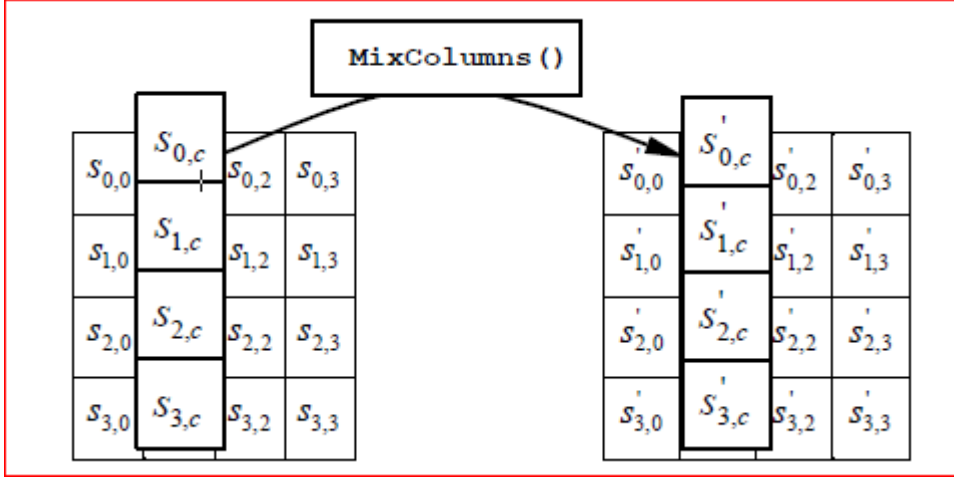 MixColumns()
S0,c S'0,c
s0,0 s0,2 s0,3 s'0,0 s'0,2 s'0,3
S1,c S'1,c
s1,0 s1,2 s1,3 s'1,0 s'1,2 s'1,3
S2,c S'2,c
s2,0 s2,2 s2,3 s'2,0 s'2,2 s'2,3
S3,c S'3,c
s3,0 s3,2 s3,3 s'3,0 s'3,2 s'3,3